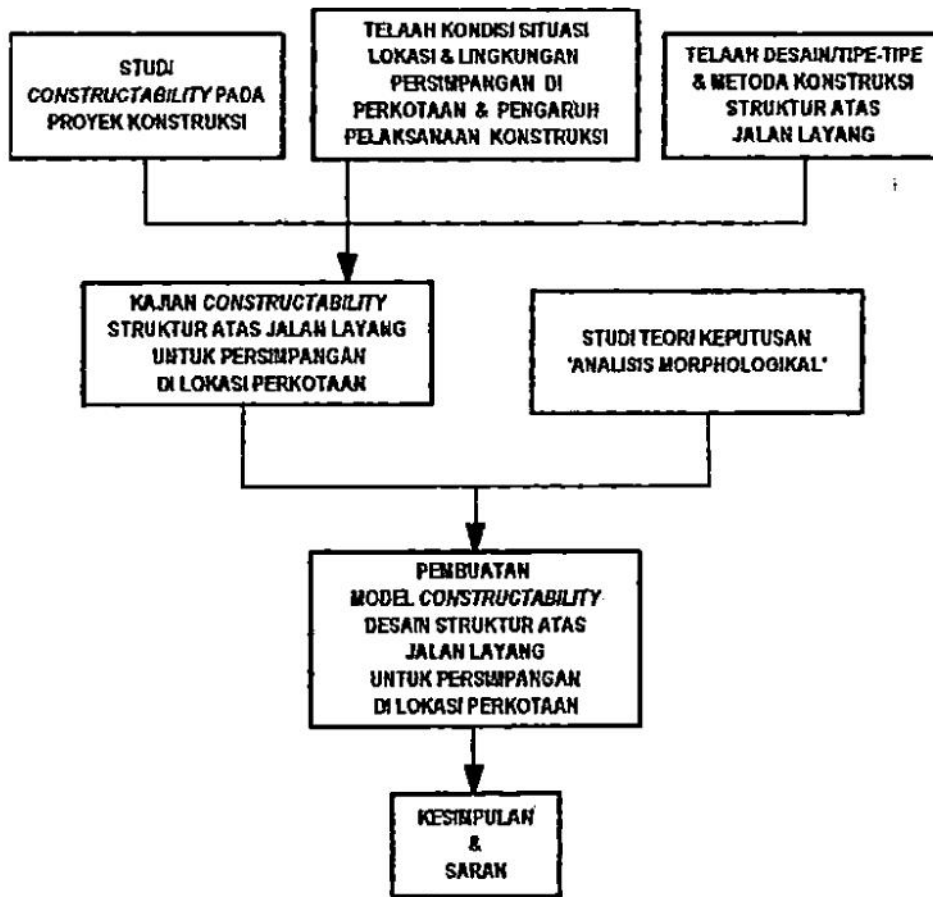 STUDI
CONSTRUCTABILITY PADA
PROYEK KONSTRUKSI
TELAAH KONDISI SITUASI
LOKASI & LINGKUNGAN
PERSIMPANGAN DI
PERKOTAAN & PENGARUH
PELAKSANAAN KONSTRUKSI
TELAAH DESAIN/TIPE-TIPE
& METODA KONSTRUKSI
STRUKTUR ATAS
JALAN LAYANG
KAJIAN CONSTRUCTABILITY
STRUKTUR ATAS JALAN LAYANG
UNTUK PERSIMPANGAN
DI LOKASI PERKOTAAN
STUDI TEORI KEPUTUSAN
'ANALISIS MORPHOLOGIKAL'
PEMBUATAN
MODEL CONSTRUCTABILITY
DESAIN STRUKTUR ATAS
JALAN LAYANG
UNTUK PERSIMPANGAN
DI LOKASI PERKOTAAN
KESIMPULAN
&
SARAN